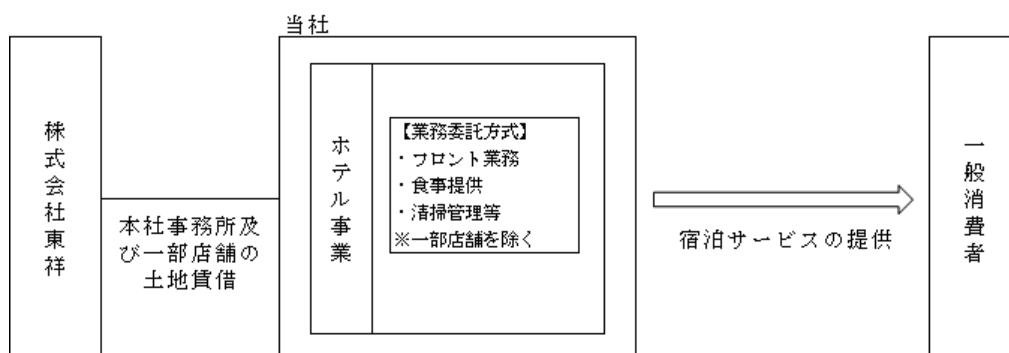 当社
株式会社東祥
本社事務所及
び一部店舗の
土地賃借
ホテル事業
【業務委託方式】
・フロント業務
・食事提供
・清掃管理等
※一部店舗を除く
宿泊サービスの提供
一般消費者